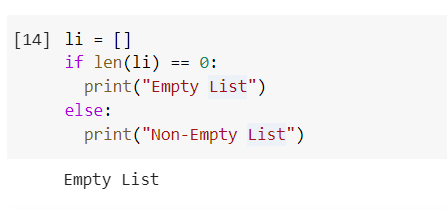 [14] li = []
if len(li) == 0:
  print("Empty List")
else:
  print("Non-Empty List")
Empty List